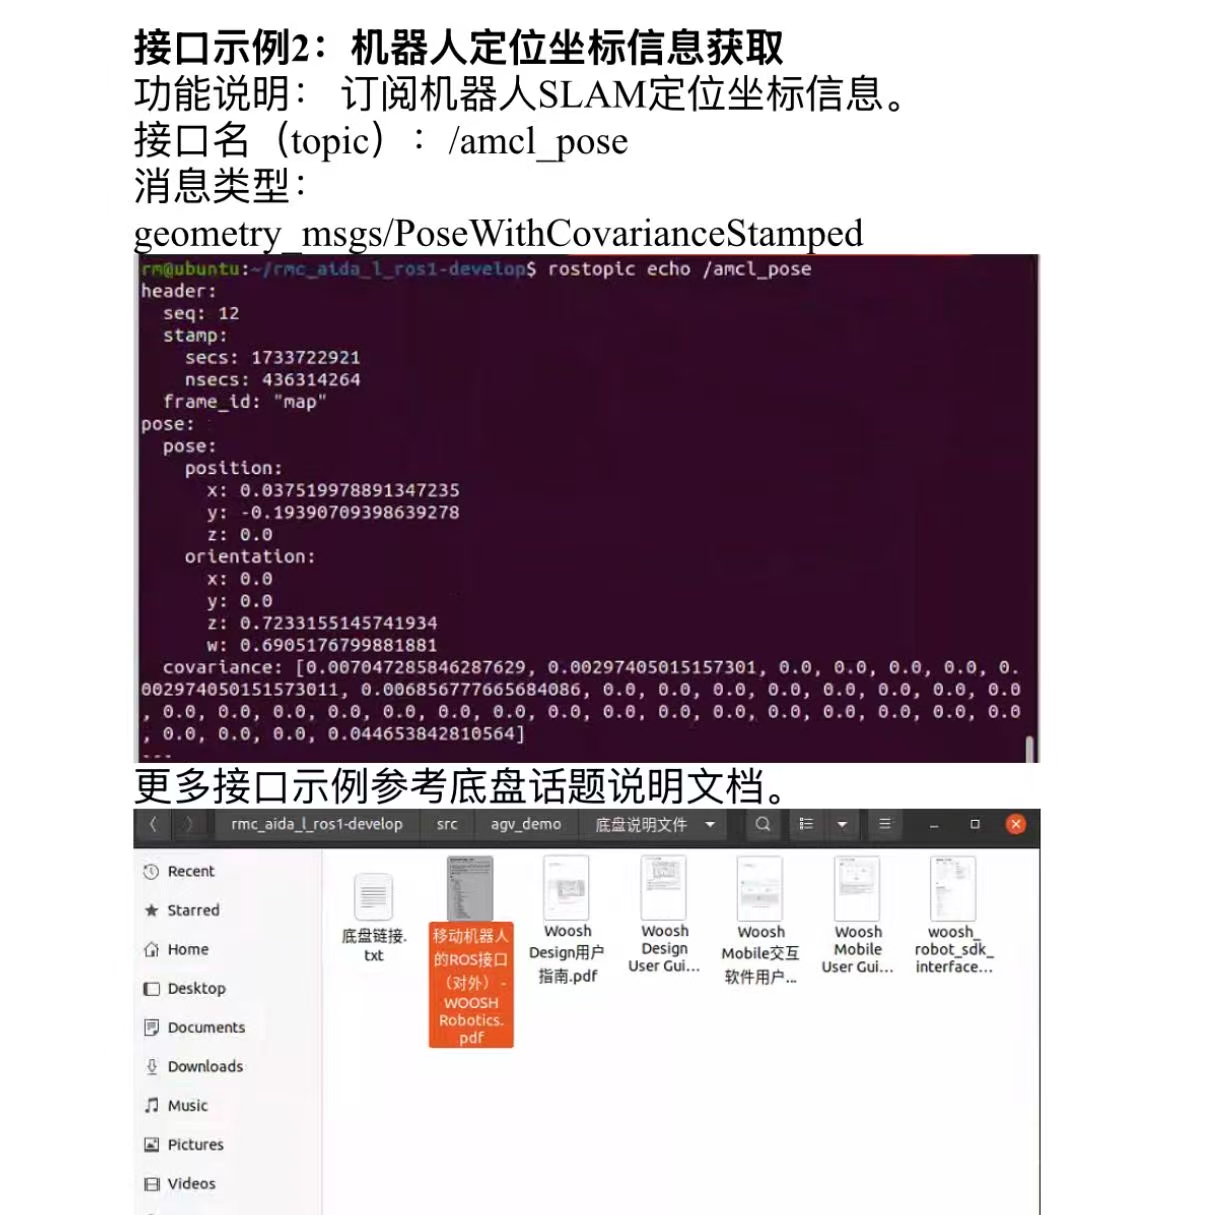 接口示例2：机器人定位坐标信息获取
功能说明： 订阅机器人SLAM定位坐标信息。
接口名（topic）：/amcl_pose
消息类型：
geometry_msgs/PoseWithCovarianceStamped
rm@ubuntu:~/rmc_aida_l_ros1-develop$ rostopic echo /amcl_pose
header:
  seq: 12
  stamp:
    secs: 1733722921
    nsecs: 436314264
  frame_id: "map"
pose:
  pose:
    position:
      x: 0.037519978891347235
      y: -0.19390709398639278
      z: 0.0
    orientation:
      x: 0.0
      y: 0.0
      z: 0.7233155145741934
      w: 0.6905176799881881
  covariance: [0.007047285846287629, 0.00297405015157301, 0.0, 0.0, 0.0, 0.0, 0.
002974050151573011, 0.006856777665684086, 0.0, 0.0, 0.0, 0.0, 0.0, 0.0, 0.0, 0.0
, 0.0, 0.0, 0.0, 0.0, 0.0, 0.0, 0.0, 0.0, 0.0, 0.0, 0.0, 0.0, 0.0, 0.0, 0.0, 0.0
, 0.0, 0.0, 0.0, 0.044653842810564]
---
更多接口示例参考底盘话题说明文档。
rmc_aida_l_ros1-develop src agv_demo 底盘说明文件
Recent
Starred
Home
Desktop
Documents
Downloads
Music
Pictures
Videos
底盘链接.
txt
移动机器人
的ROS接口
（对外）-
WOOSH
Robotics.
pdf
Woosh
Design用户
指南.pdf
Woosh
Design
User Gui...
Woosh
Mobile交互
软件用户...
Woosh
Mobile
User Gui...
woosh_
robot_sdk_
interface...